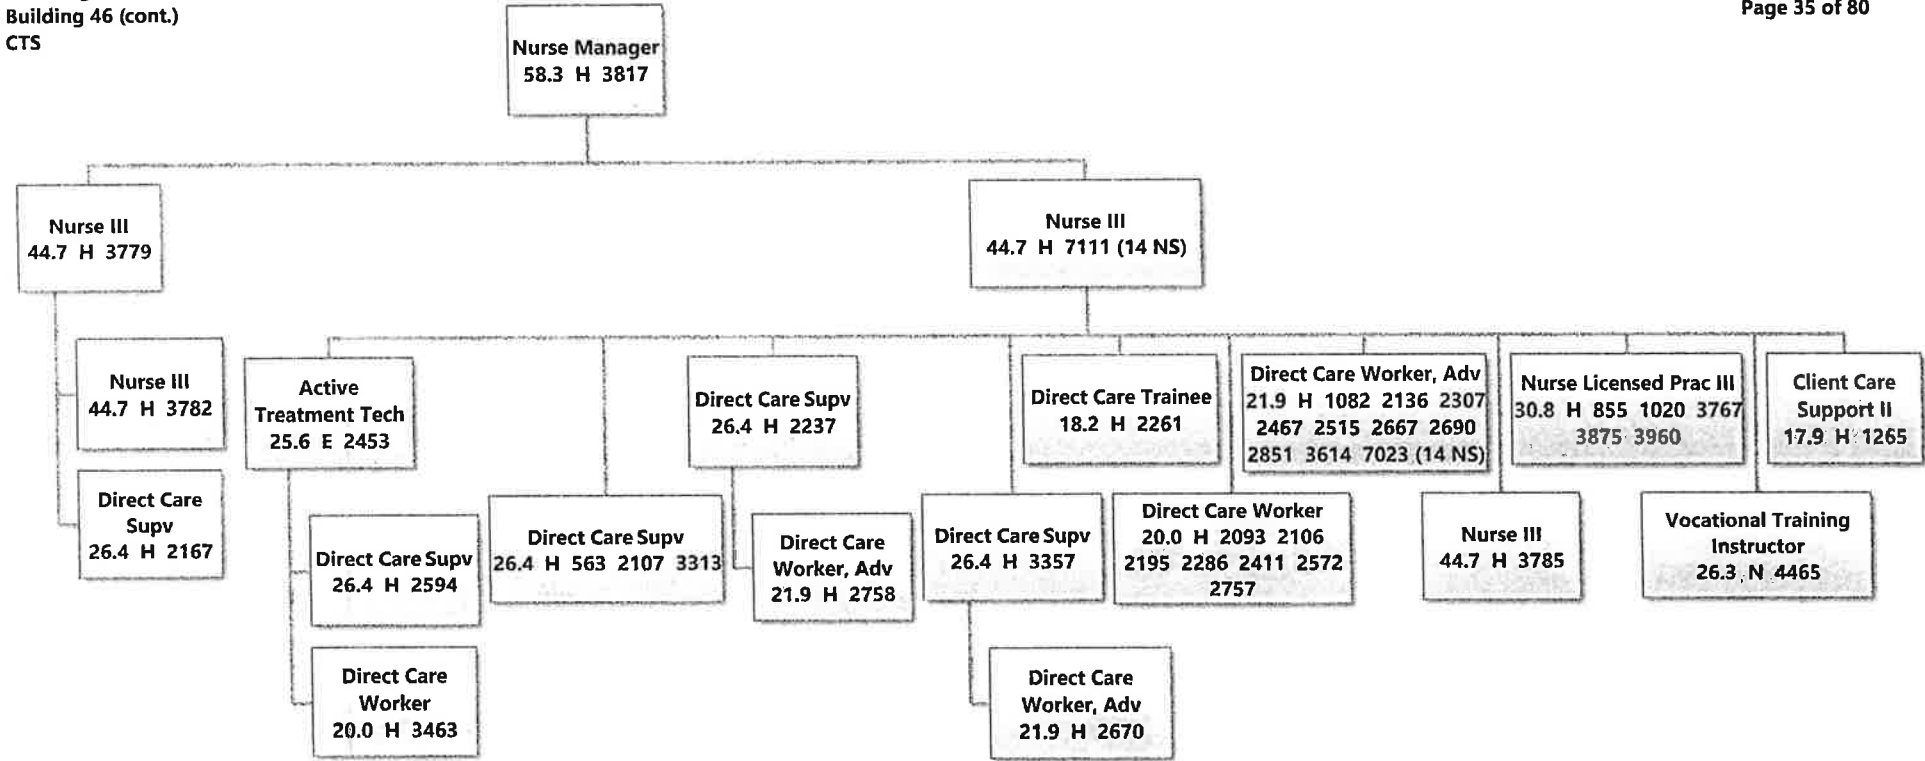 Building 46 (cont.)
CTS
Page 35 of 80
Nurse Manager
58.3 H 3817
Nurse III
44.7 H 3779
Nurse III
44.7 H 7111 (14 NS)
Nurse III
44.7 H 3782
Direct Care
Supv
26.4 H 2167
Active
Treatment Tech
25.6 E 2453
Direct Care Supv
26.4 H 2594
Direct Care
Worker
20.0 H 3463
Direct Care Supv
26.4 H 563 2107 3313
Direct Care Supv
26.4 H 2237
Direct Care
Worker, Adv
21.9 H 2758
Direct Care Supv
26.4 H 3357
Direct Care
Worker, Adv
21.9 H 2670
Direct Care Trainee
18.2 H 2261
Direct Care Worker
20.0 H 2093 2106
2195 2286 2411 2572
2757
Direct Care Worker, Adv
21.9 H 1082 2136 2307
2467 2515 2667 2690
2851 3614 7023 (14 NS)
Nurse III
44.7 H 3785
Nurse Licensed Prac III
30.8 H 855 1020 3767
3875 3960
Vocational Training
Instructor
26.3 N 4465
Client Care
Support II
17.9 H 1265